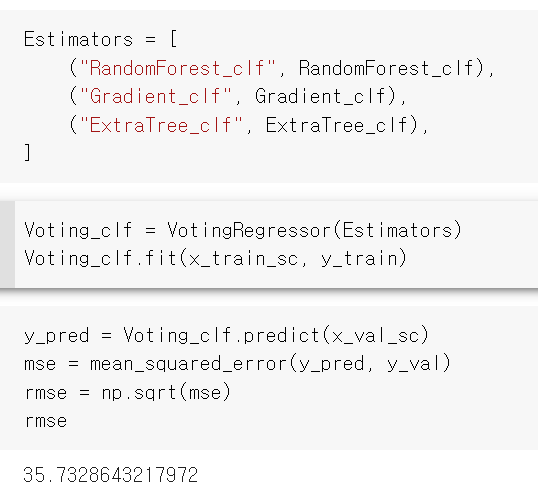 Estimators = [
    ("RandomForest_clf", RandomForest_clf),
    ("Gradient_clf", Gradient_clf),
    ("ExtraTree_clf", ExtraTree_clf),
]
Voting_clf = VotingRegressor(Estimators)
Voting_clf.fit(x_train_sc, y_train)
y_pred = Voting_clf.predict(x_val_sc)
mse = mean_squared_error(y_pred, y_val)
rmse = np.sqrt(mse)
rmse
35.7328643217972